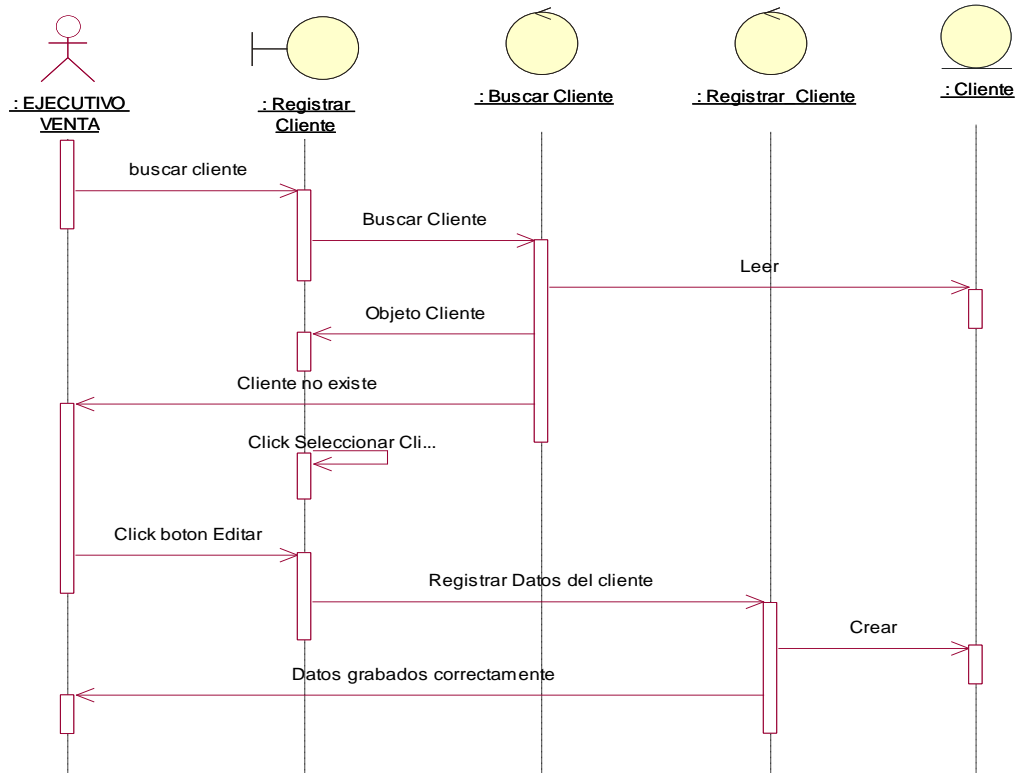 : EJECUTIVO
VENTA
: Registrar
Cliente
: Buscar Cliente
: Registrar Cliente
: Cliente
buscar cliente
Buscar Cliente
Leer
Objeto Cliente
Cliente no existe
Click Seleccionar Cli...
Click boton Editar
Registrar Datos del cliente
Crear
Datos grabados correctamente